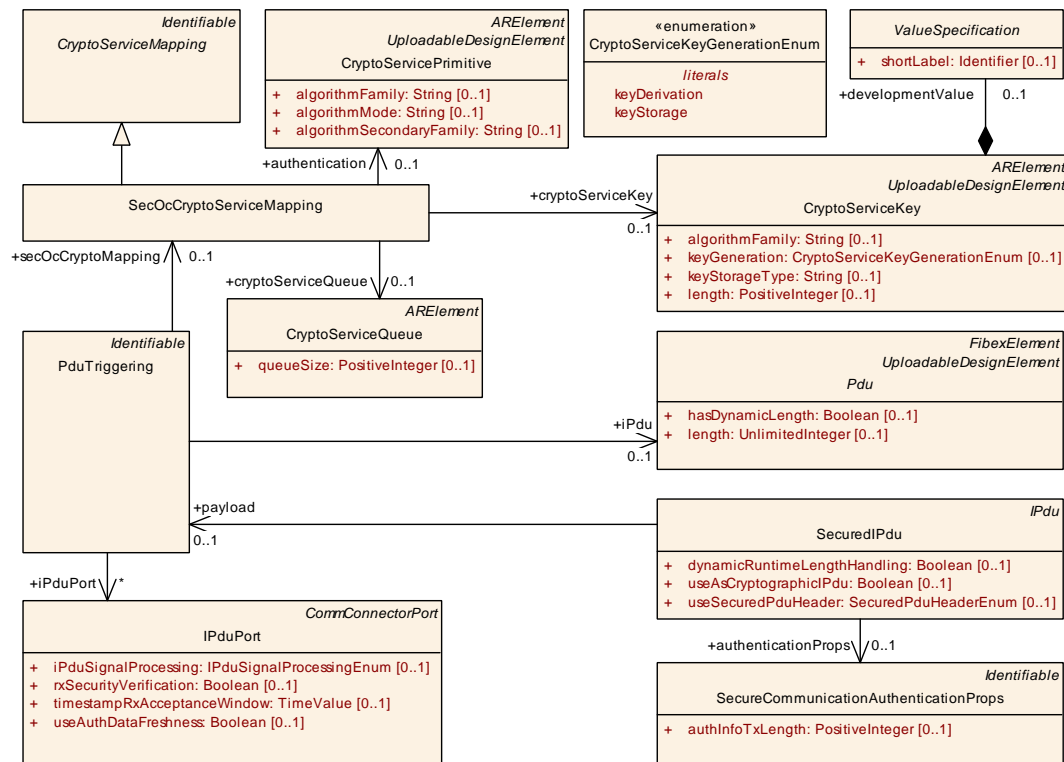 Identifiable
CryptoServiceMapping
ARElement
UploadableDesignElement
CryptoServicePrimitive
+ algorithmFamily: String [0..1]
+ algorithmMode: String [0..1]
+ algorithmSecondaryFamily: String [0..1]
«enumeration»
CryptoServiceKeyGenerationEnum
literals
keyDerivation
keyStorage
ValueSpecification
+ shortLabel: Identifier [0..1]
+developmentValue 0..1
+authentication 0..1
SecOcCryptoServiceMapping
+cryptoServiceKey
0..1
ARElement
UploadableDesignElement
CryptoServiceKey
+ algorithmFamily: String [0..1]
+ keyGeneration: CryptoServiceKeyGenerationEnum [0..1]
+ keyStorageType: String [0..1]
+ length: PositiveInteger [0..1]
+secOcCryptoMapping 0..1
+cryptoServiceQueue 0..1
ARElement
CryptoServiceQueue
+ queueSize: PositiveInteger [0..1]
Identifiable
PduTriggering
FibexElement
UploadableDesignElement
Pdu
+ hasDynamicLength: Boolean [0..1]
+ length: UnlimitedInteger [0..1]
+iPdu
0..1
+payload
0..1
IPdu
SecuredIPdu
+ dynamicRuntimeLengthHandling: Boolean [0..1]
+ useAsCryptographicIPdu: Boolean [0..1]
+ useSecuredPduHeader: SecuredPduHeaderEnum [0..1]
+iPduPort *
CommConnectorPort
IPduPort
+ iPduSignalProcessing: IPduSignalProcessingEnum [0..1]
+ rxSecurityVerification: Boolean [0..1]
+ timestampRxAcceptanceWindow: TimeValue [0..1]
+ useAuthDataFreshness: Boolean [0..1]
+authenticationProps 0..1
Identifiable
SecureCommunicationAuthenticationProps
+ authInfoTxLength: PositiveInteger [0..1]